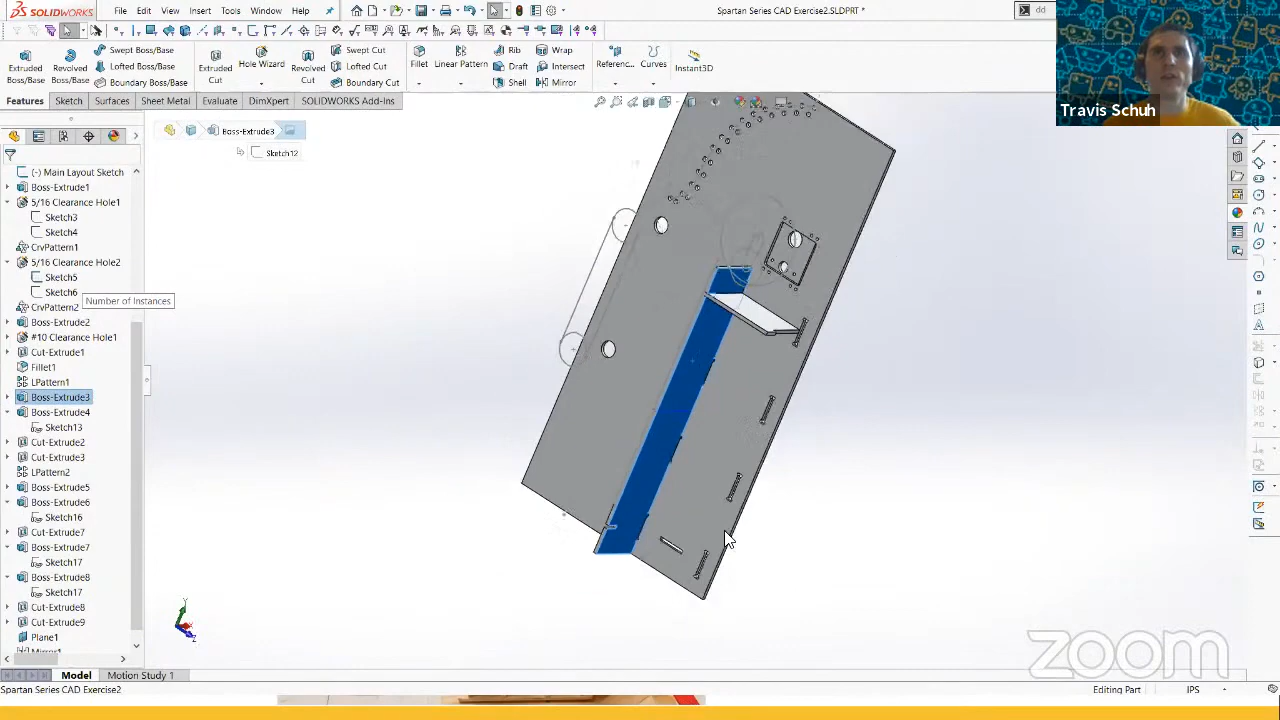 SOLIDWORKS
File
Edit
View
Insert
Tools
Window
Help
Spartan Series CAD Exercise2.SLDPRT *
dd
Extruded
Boss/Base
Revolved
Boss/Base
Swept Boss/Base
Lofted Boss/Base
Boundary Boss/Base
Extruded
Cut
Hole Wizard
Revolved
Cut
Swept Cut
Lofted Cut
Boundary Cut
Fillet
Linear Pattern
Rib
Draft
Shell
Wrap
Intersect
Mirror
Referenc...
Curves
Instant3D
Features
Sketch
Surfaces
Sheet Metal
Evaluate
DimXpert
SOLIDWORKS Add-Ins
Travis Schuh
Boss-Extrude3
Sketch12
(-) Main Layout Sketch
Boss-Extrude1
5/16 Clearance Hole1
Sketch3
Sketch4
CrvPattern1
5/16 Clearance Hole2
Sketch5
Sketch6
Number of Instances
CrvPattern2
Boss-Extrude2
#10 Clearance Hole1
Cut-Extrude1
Fillet1
LPattern1
Boss-Extrude3
Boss-Extrude4
Sketch13
Cut-Extrude2
Cut-Extrude3
LPattern2
Boss-Extrude5
Boss-Extrude6
Sketch16
Cut-Extrude7
Boss-Extrude7
Sketch17
Boss-Extrude8
Sketch17
Cut-Extrude8
Cut-Extrude9
Plane1
Mirror1
Y
X
Z
zoom
Model
Motion Study 1
Spartan Series CAD Exercise2
Editing Part
IPS